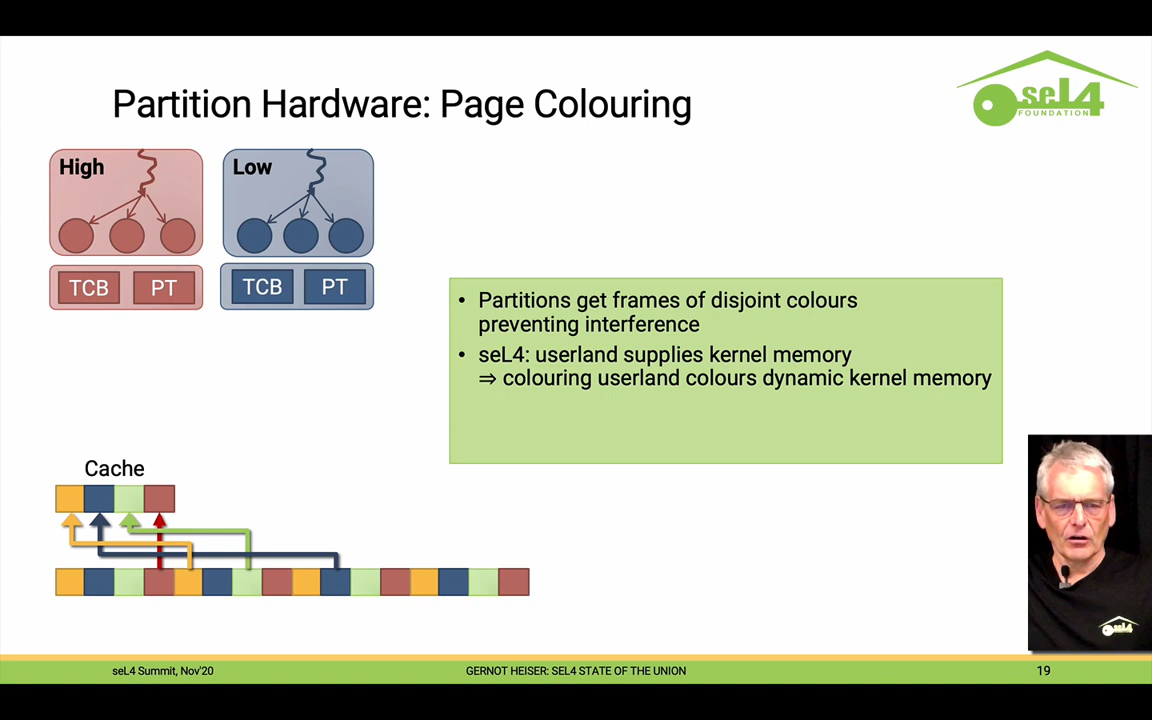 Partition Hardware: Page Colouring
seL4
FOUNDATION
High
Low
TCB
PT
TCB
PT
• Partitions get frames of disjoint colours
preventing interference
• seL4: userland supplies kernel memory
⇒ colouring userland colours dynamic kernel memory
Cache
seL4
seL4 Summit, Nov'20
GERNOT HEISER: SEL4 STATE OF THE UNION
19